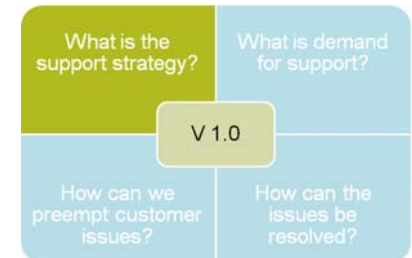 What is the
support strategy?
What is demand
for support?
V 1.0
How can we
preempt customer
issues?
How can the
issues be
resolved?